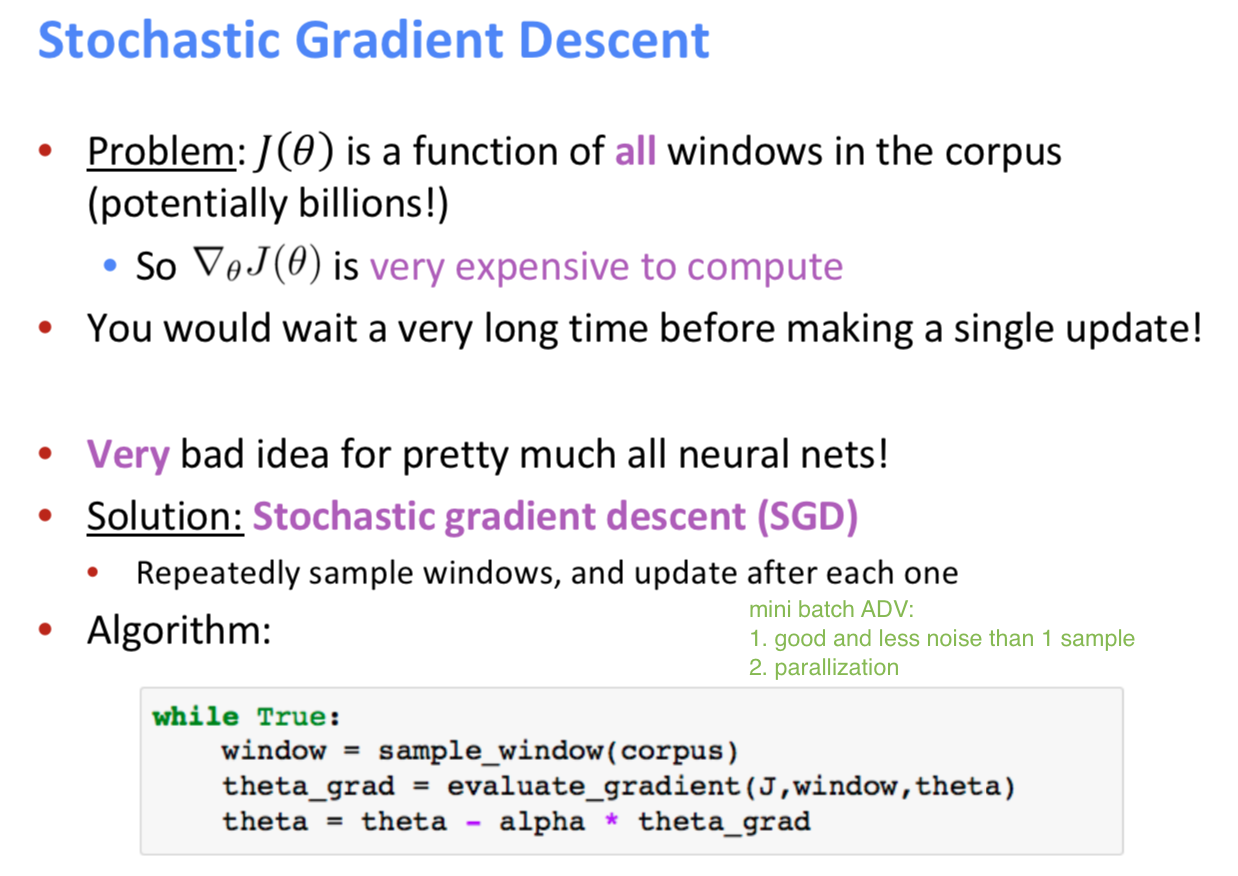 Stochastic Gradient Descent
• Problem: J(θ) is a function of all windows in the corpus
(potentially billions!)
• So ∇θJ(θ) is very expensive to compute
• You would wait a very long time before making a single update!
• Very bad idea for pretty much all neural nets!
• Solution: Stochastic gradient descent (SGD)
• Repeatedly sample windows, and update after each one
• Algorithm:
mini batch ADV:
1. good and less noise than 1 sample
2. parallization
while True:
    window = sample_window(corpus)
    theta_grad = evaluate_gradient(J,window,theta)
    theta = theta - alpha * theta_grad